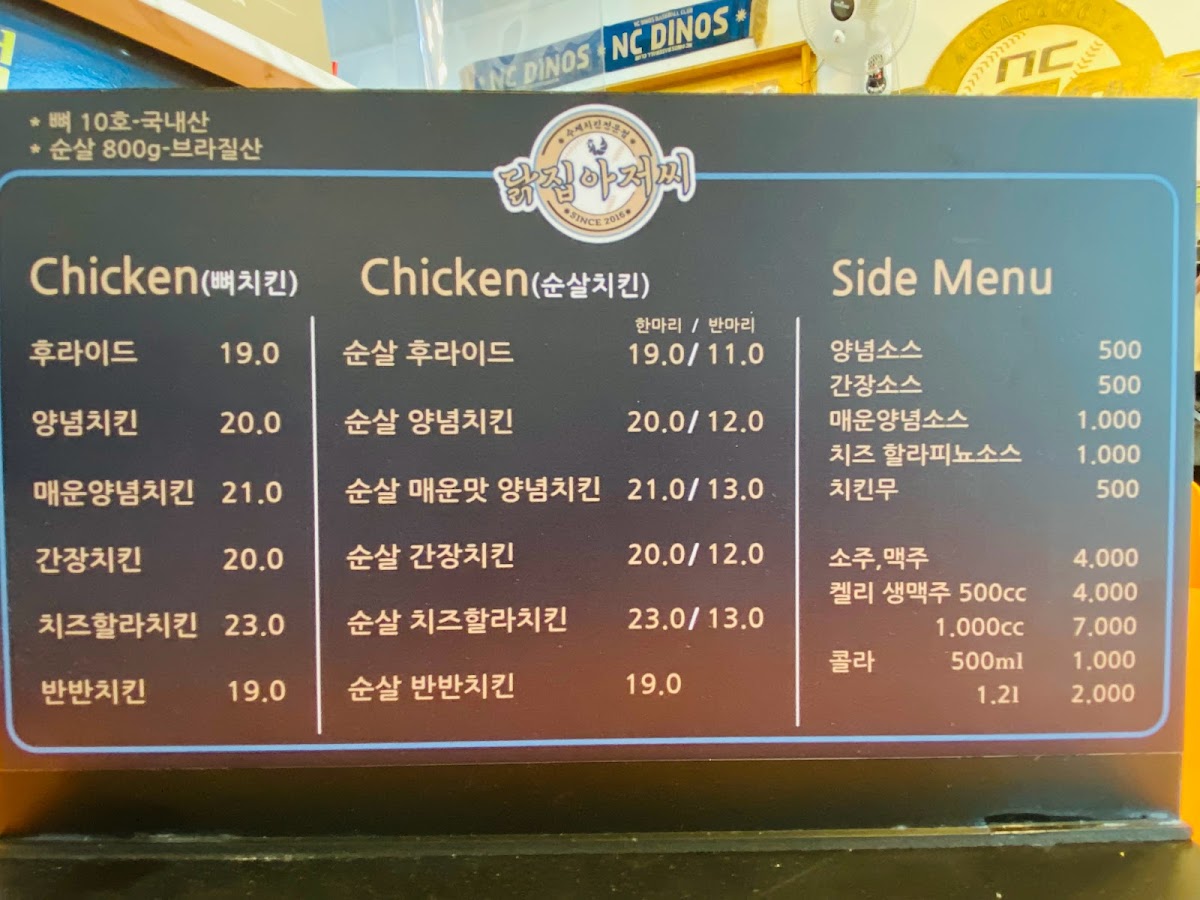 NC DINOS
NC DINOS
NC
* 뼈 10호-국내산
* 순살 800g-브라질산
수제치킨전문점
닭집아저씨
SINCE 2016
Chicken(뼈치킨)
후라이드 19.0
양념치킨 20.0
매운양념치킨 21.0
간장치킨 20.0
치즈할라치킨 23.0
반반치킨 19.0
Chicken(순살치킨)
한마리 / 반마리
순살 후라이드 19.0/ 11.0
순살 양념치킨 20.0/ 12.0
순살 매운맛 양념치킨 21.0/ 13.0
순살 간장치킨 20.0/ 12.0
순살 치즈할라치킨 23.0/ 13.0
순살 반반치킨 19.0
Side Menu
양념소스 500
간장소스 500
매운양념소스 1.000
치즈 할라피뇨소스 1.000
치킨무 500
소주,맥주 4.000
켈리 생맥주 500cc 4.000
1.000cc 7.000
콜라 500ml 1.000
1.2l 2.000